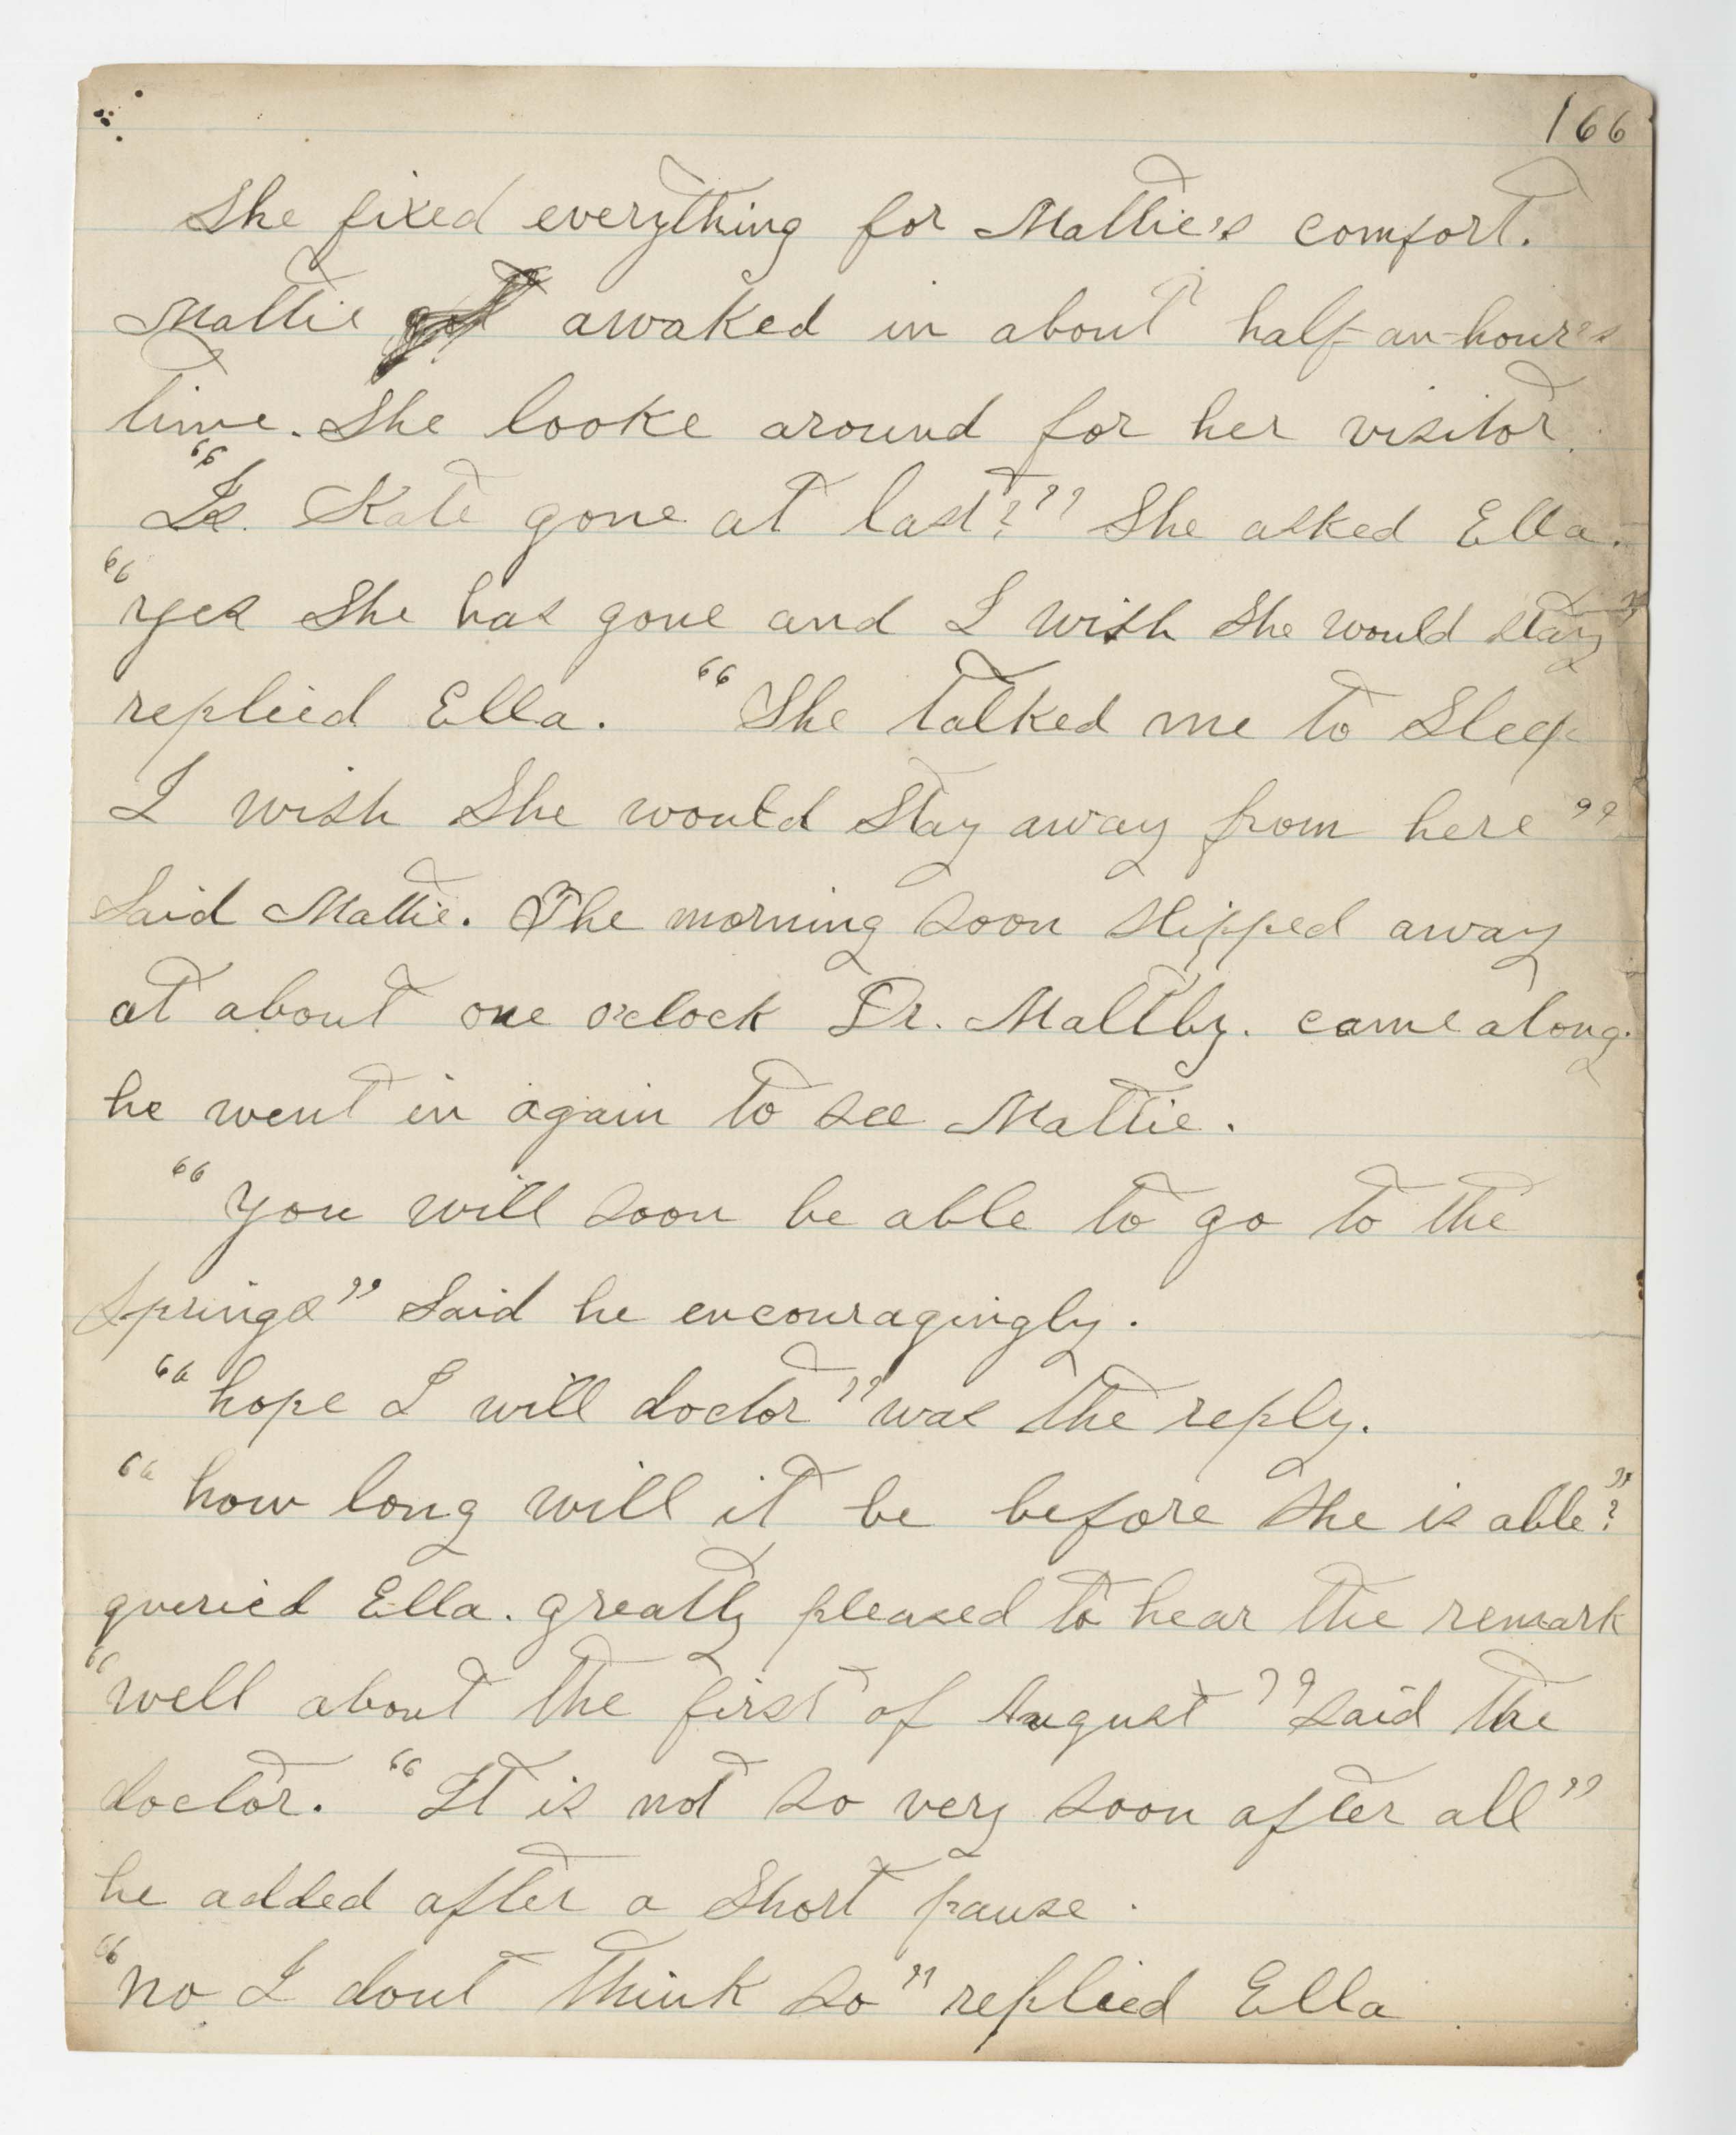 166
She fixed everything for Mattie's comfort.
Mattie awaked in about half-an-hour's
time. She looke around for her visitor.
"Is Kate gone at last?" She asked Ella.
"yes She has gone and I wish She would stay"
replied Ella. "She talked me to Sleep
I wish She would Stay away from here"
Said Mattie. The morning soon slipped away
at about one o'clock Dr. Maltby. came along.
he went in again to see Mattie.
"you will soon be able to go to the
Springs" Said he encouragingly.
"hope I will doctor" was the reply.
"how long will it be before She is able?"
queried Ella. greatly pleased to hear the remark
"well about the first of August" said the
doctor. "It is not so very soon after all"
he added after a Short pause.
"no I dont think so" replied Ella.